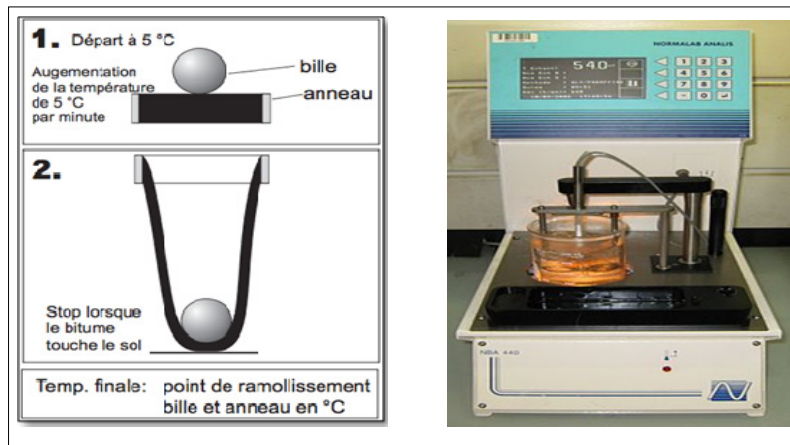 1. Départ à 5 °C
Augementation
de la température
de 5 °C
par minute
bille
anneau
2.
Stop lorsque
le bitume
touche le sol
Temp. finale: point de ramollissement
bille et anneau en °C
NORMALAB ANALIS
540
1 2 3
4 5 6
7 8 9
- 0
NBA 440